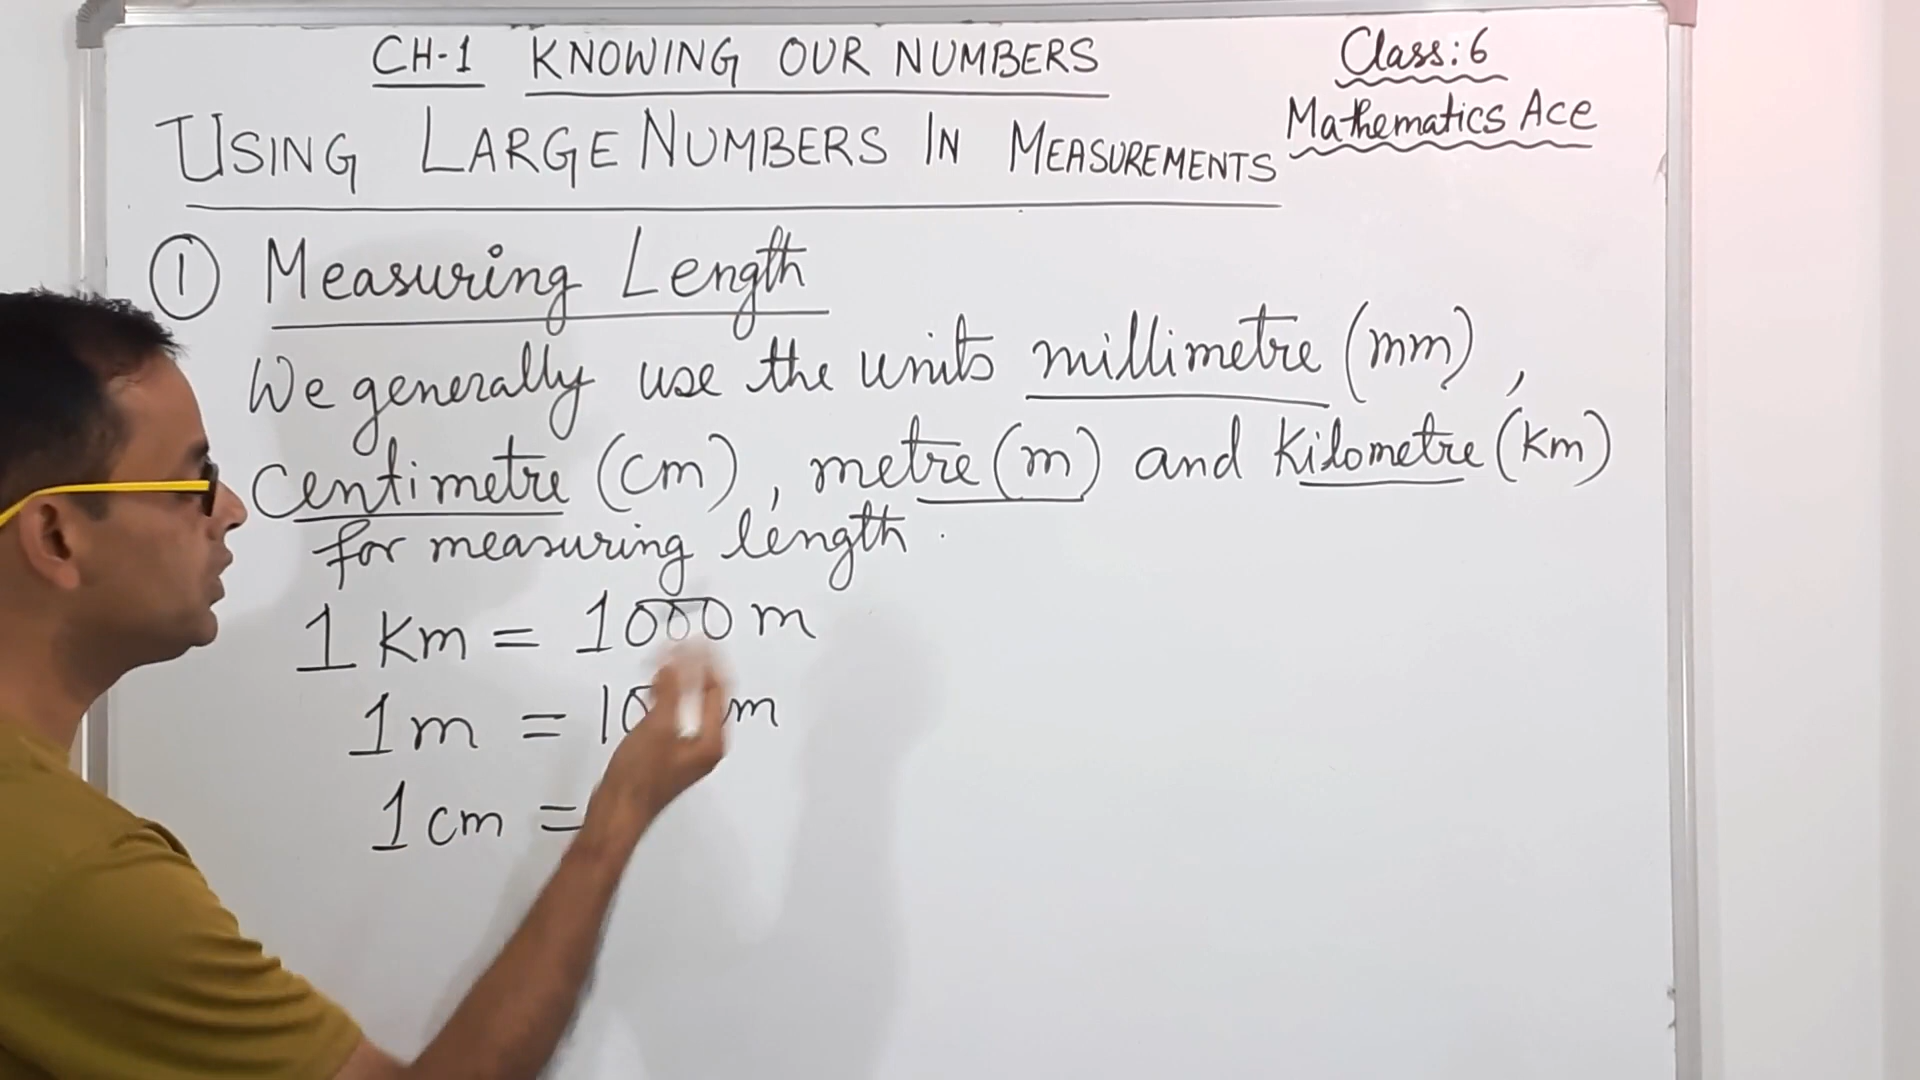 CH-1 KNOWING OUR NUMBERS
Class: 6
Mathematics Ace
USING LARGE NUMBERS IN MEASUREMENTS
① Measuring Length
We generally use the units millimetre (mm),
Centimetre (cm), metre (m) and kilometre (km)
for measuring length.
1 km = 1000 m
1 m =
1 cm =